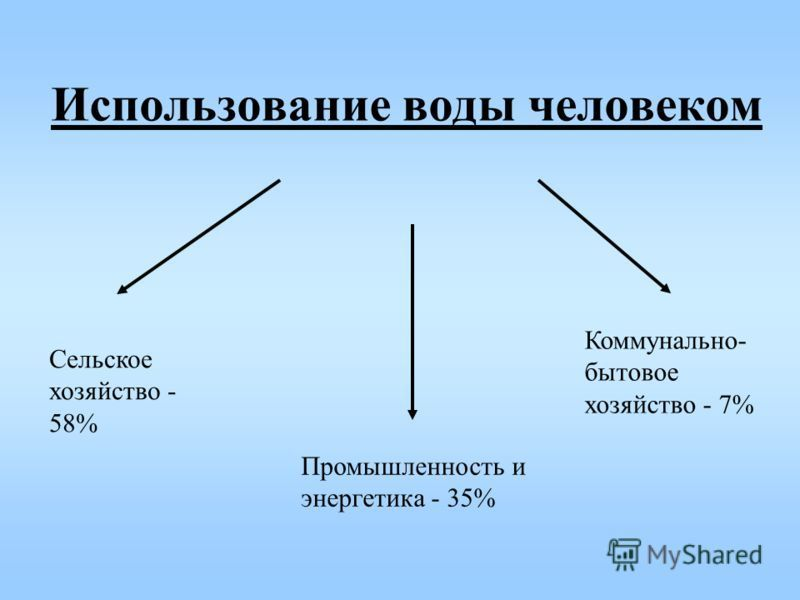 Использование воды человеком
Сельское
хозяйство -
58%
Промышленность и
энергетика - 35%
Коммунально-
бытовое
хозяйство - 7%
MyShared